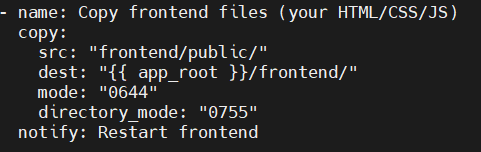 - name: Copy frontend files (your HTML/CSS/JS)
  copy:
    src: "frontend/public/"
    dest: "{{ app_root }}/frontend/"
    mode: "0644"
    directory_mode: "0755"
  notify: Restart frontend